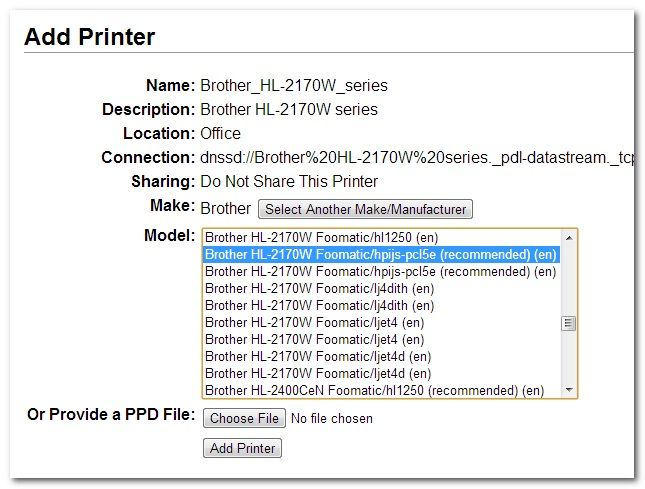 Add Printer
Name: Brother_HL-2170W_series
Description: Brother HL-2170W series
Location: Office
Connection: dnssd://Brother%20HL-2170W%20series._pdl-datastream._tcp
Sharing: Do Not Share This Printer
Make: Brother Select Another Make/Manufacturer
Model: Brother HL-2170W Foomatic/hl1250 (en)
Brother HL-2170W Foomatic/hpijs-pcl5e (recommended) (en)
Brother HL-2170W Foomatic/hpijs-pcl5e (recommended) (en)
Brother HL-2170W Foomatic/lj4dith (en)
Brother HL-2170W Foomatic/lj4dith (en)
Brother HL-2170W Foomatic/ljet4 (en)
Brother HL-2170W Foomatic/ljet4 (en)
Brother HL-2170W Foomatic/ljet4d (en)
Brother HL-2170W Foomatic/ljet4d (en)
Brother HL-2400CeN Foomatic/hl1250 (recommended) (en)
Or Provide a PPD File: Choose File No file chosen
Add Printer